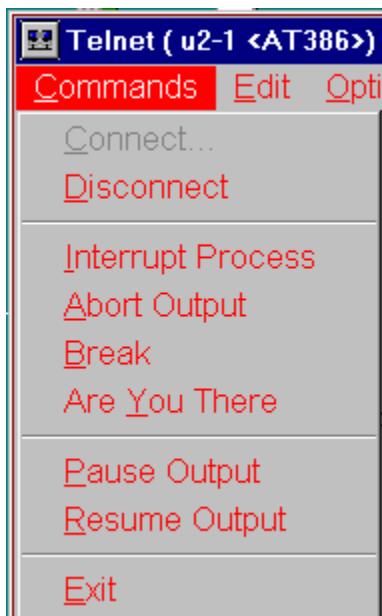 Telnet ( u2-1 <AT386>)
Commands Edit Opti
Connect...
Disconnect
Interrupt Process
Abort Output
Break
Are You There
Pause Output
Resume Output
Exit